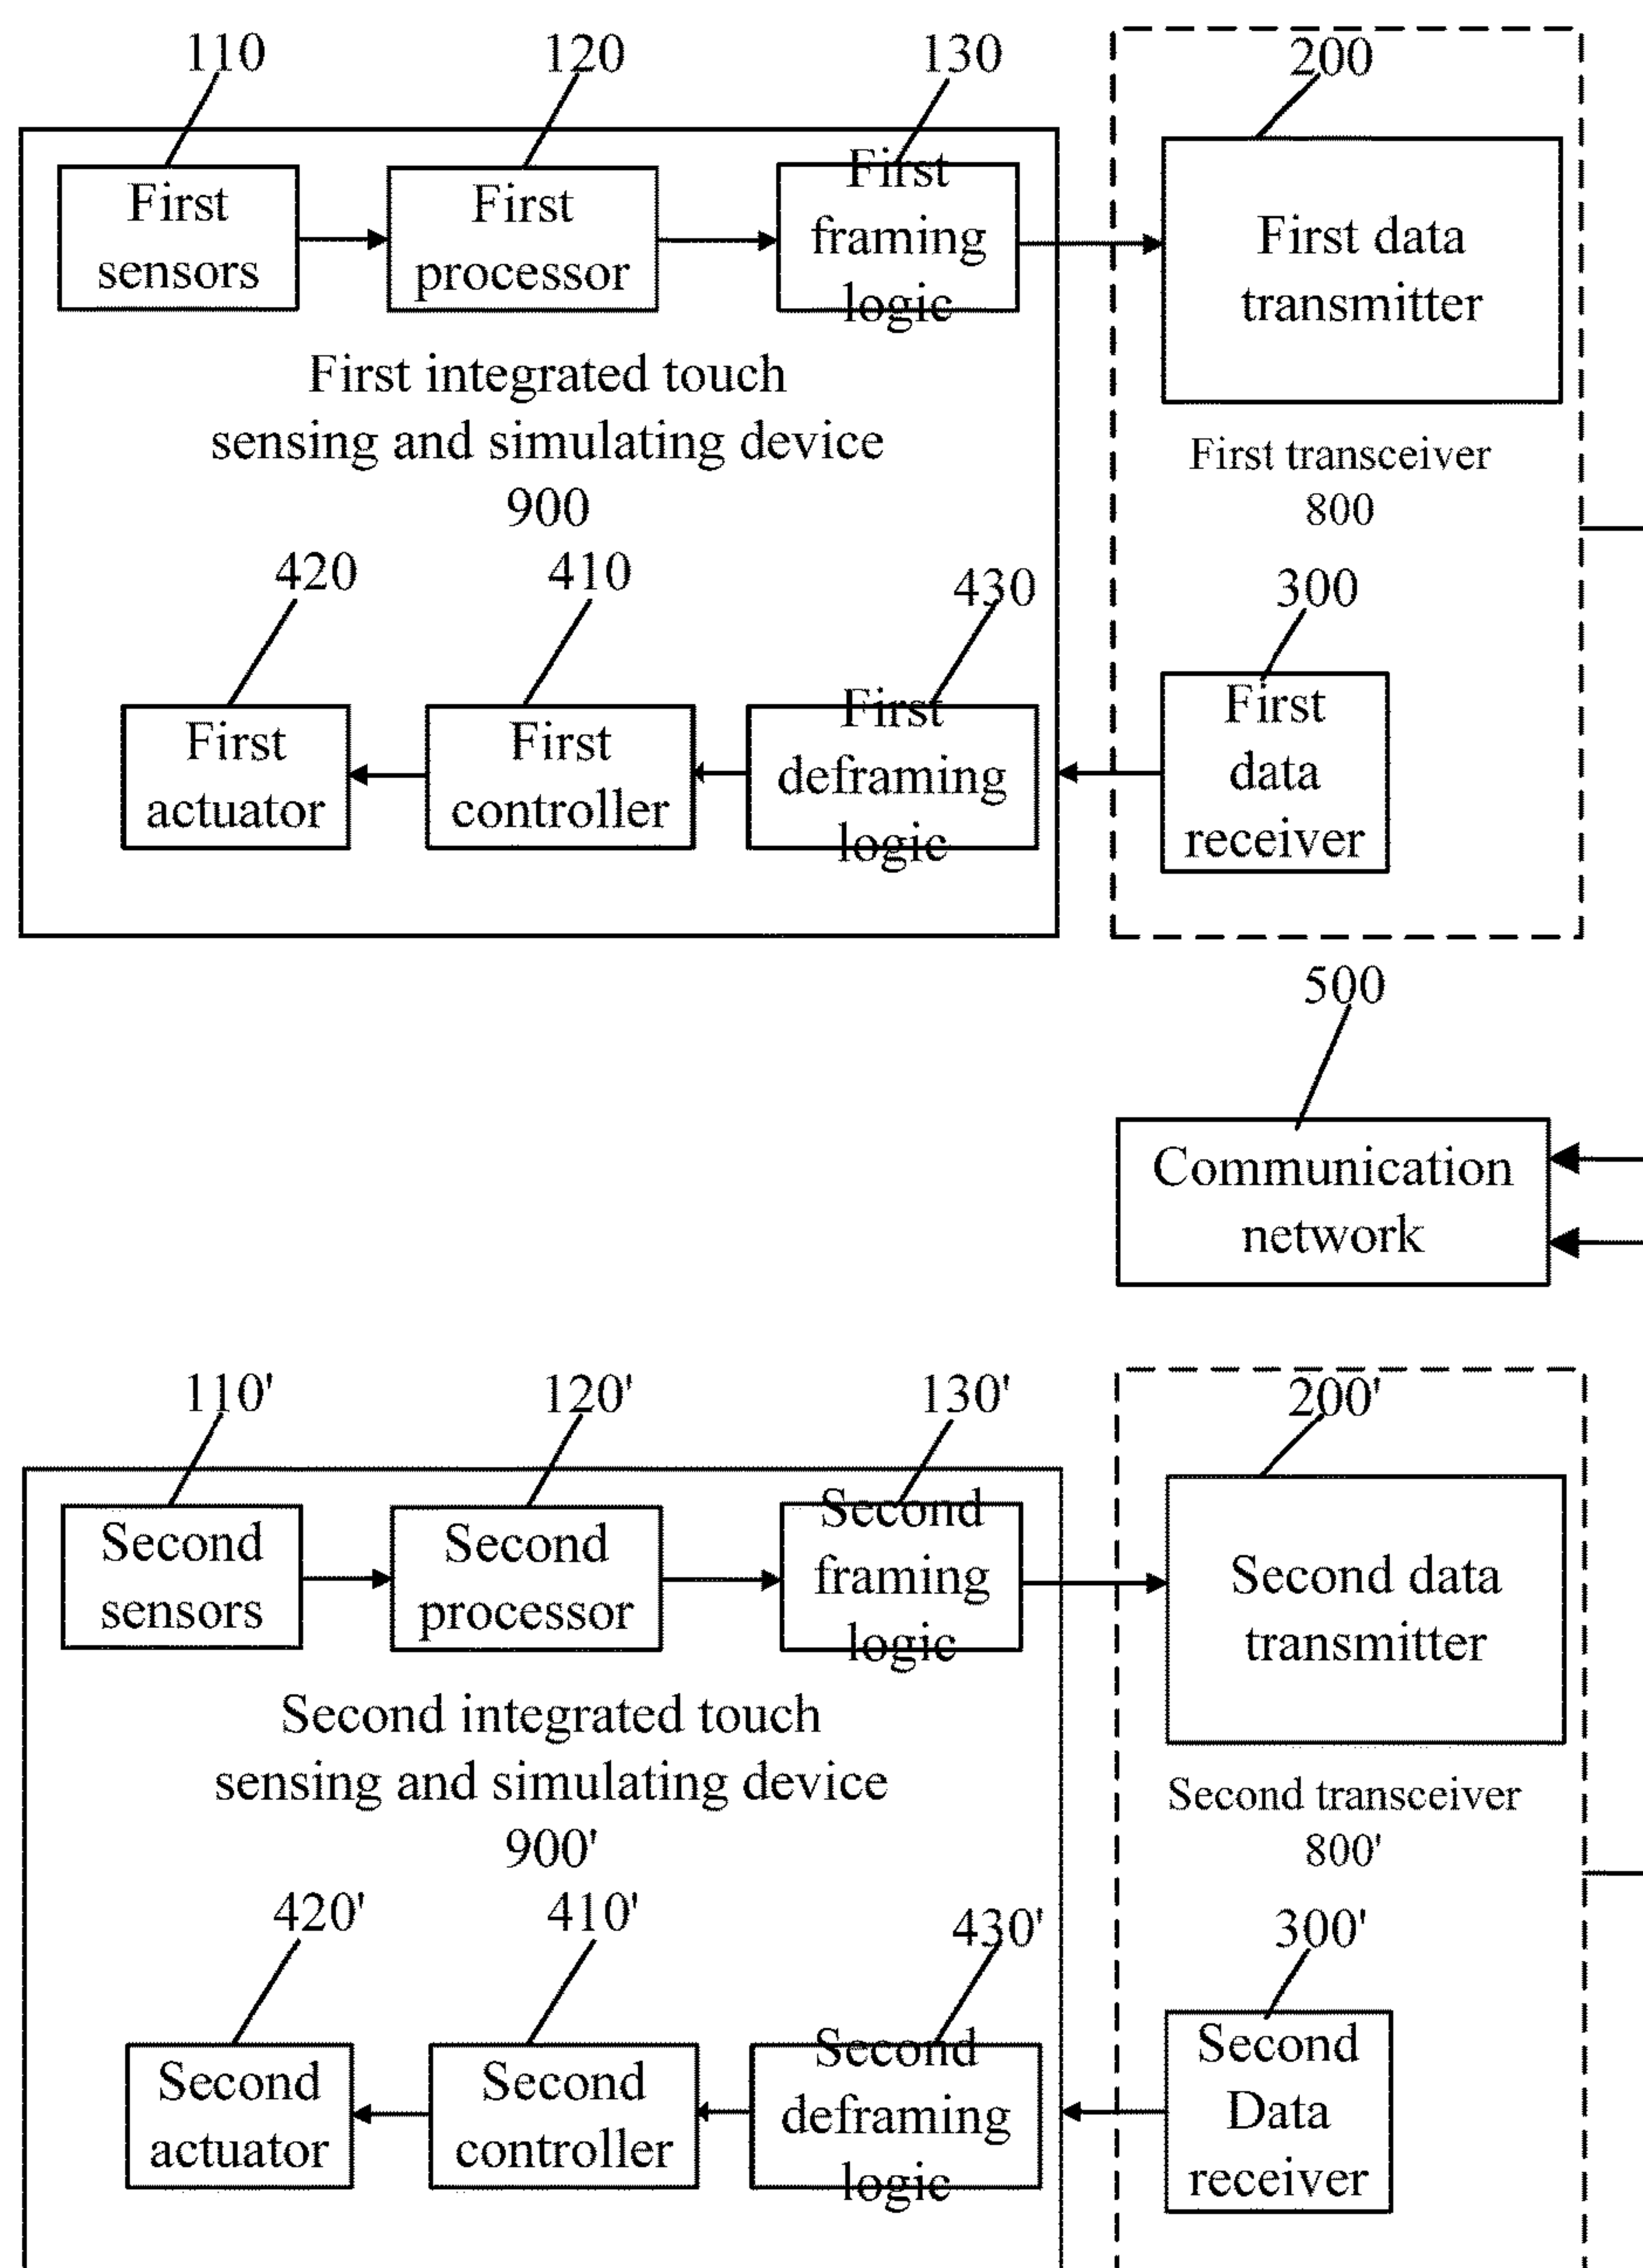 110
120
130
200
First
sensors
First
processor
First
framing
logic
First data
transmitter
First integrated touch
sensing and simulating device
900
First transceiver
800
420
410
430
300
First
actuator
First
controller
First
deframing
logic
First
data
receiver
500
Communication
network
110'
120'
130'
200'
Second
sensors
Second
processor
Second
framing
logic
Second data
transmitter
Second integrated touch
sensing and simulating device
900'
Second transceiver
800'
420'
410'
430'
300'
Second
actuator
Second
controller
Second
deframing
logic
Second
Data
receiver